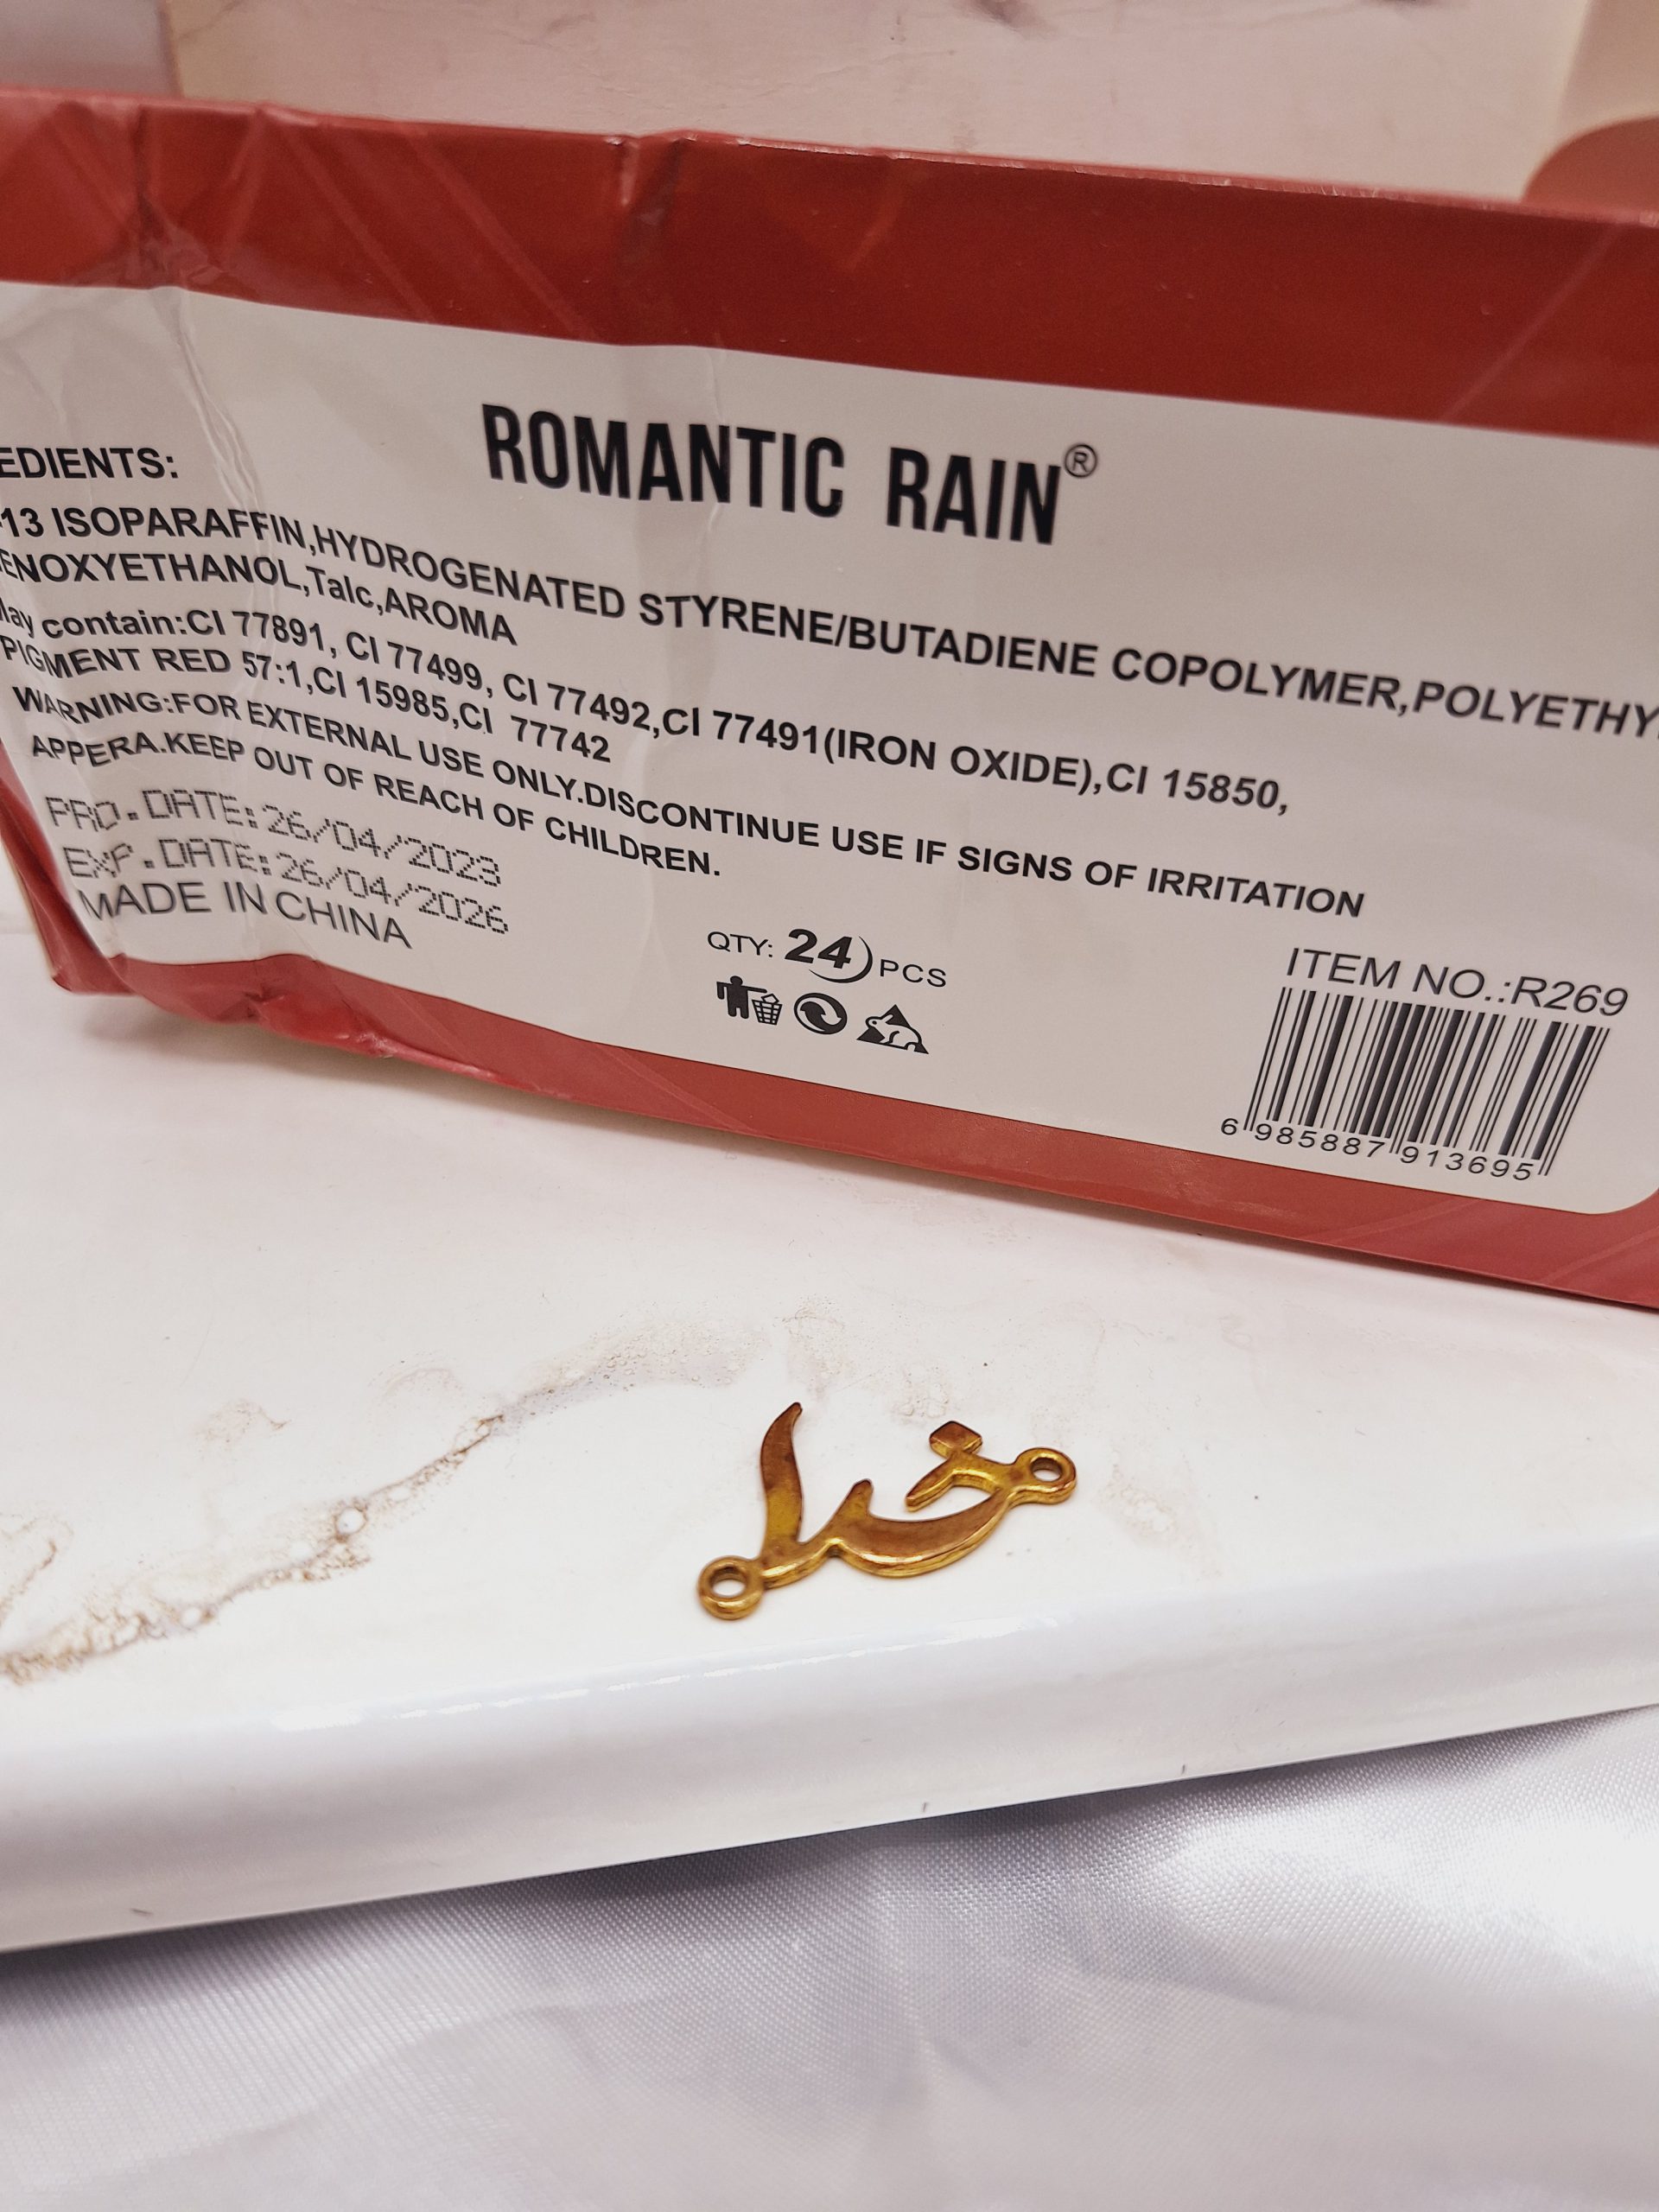 ROMANTIC RAIN®
EDIENTS:
13 ISOPARAFFIN,HYDROGENATED STYRENE/BUTADIENE COPOLYMER,POLYETHY
ENOXYETHANOL,Talc,AROMA
May contain:CI 77891, CI 77499, CI 77492,CI 77491(IRON OXIDE),CI 15850,
PIGMENT RED 57:1,CI 15985,CI 77742
WARNING:FOR EXTERNAL USE ONLY.DISCONTINUE USE IF SIGNS OF IRRITATION
APPERA.KEEP OUT OF REACH OF CHILDREN.
PRO.DATE:26/04/2023
EXP.DATE:26/04/2026
MADE IN CHINA
QTY: 24 PCS
ITEM NO.:R269
6 985887 913695
خدا